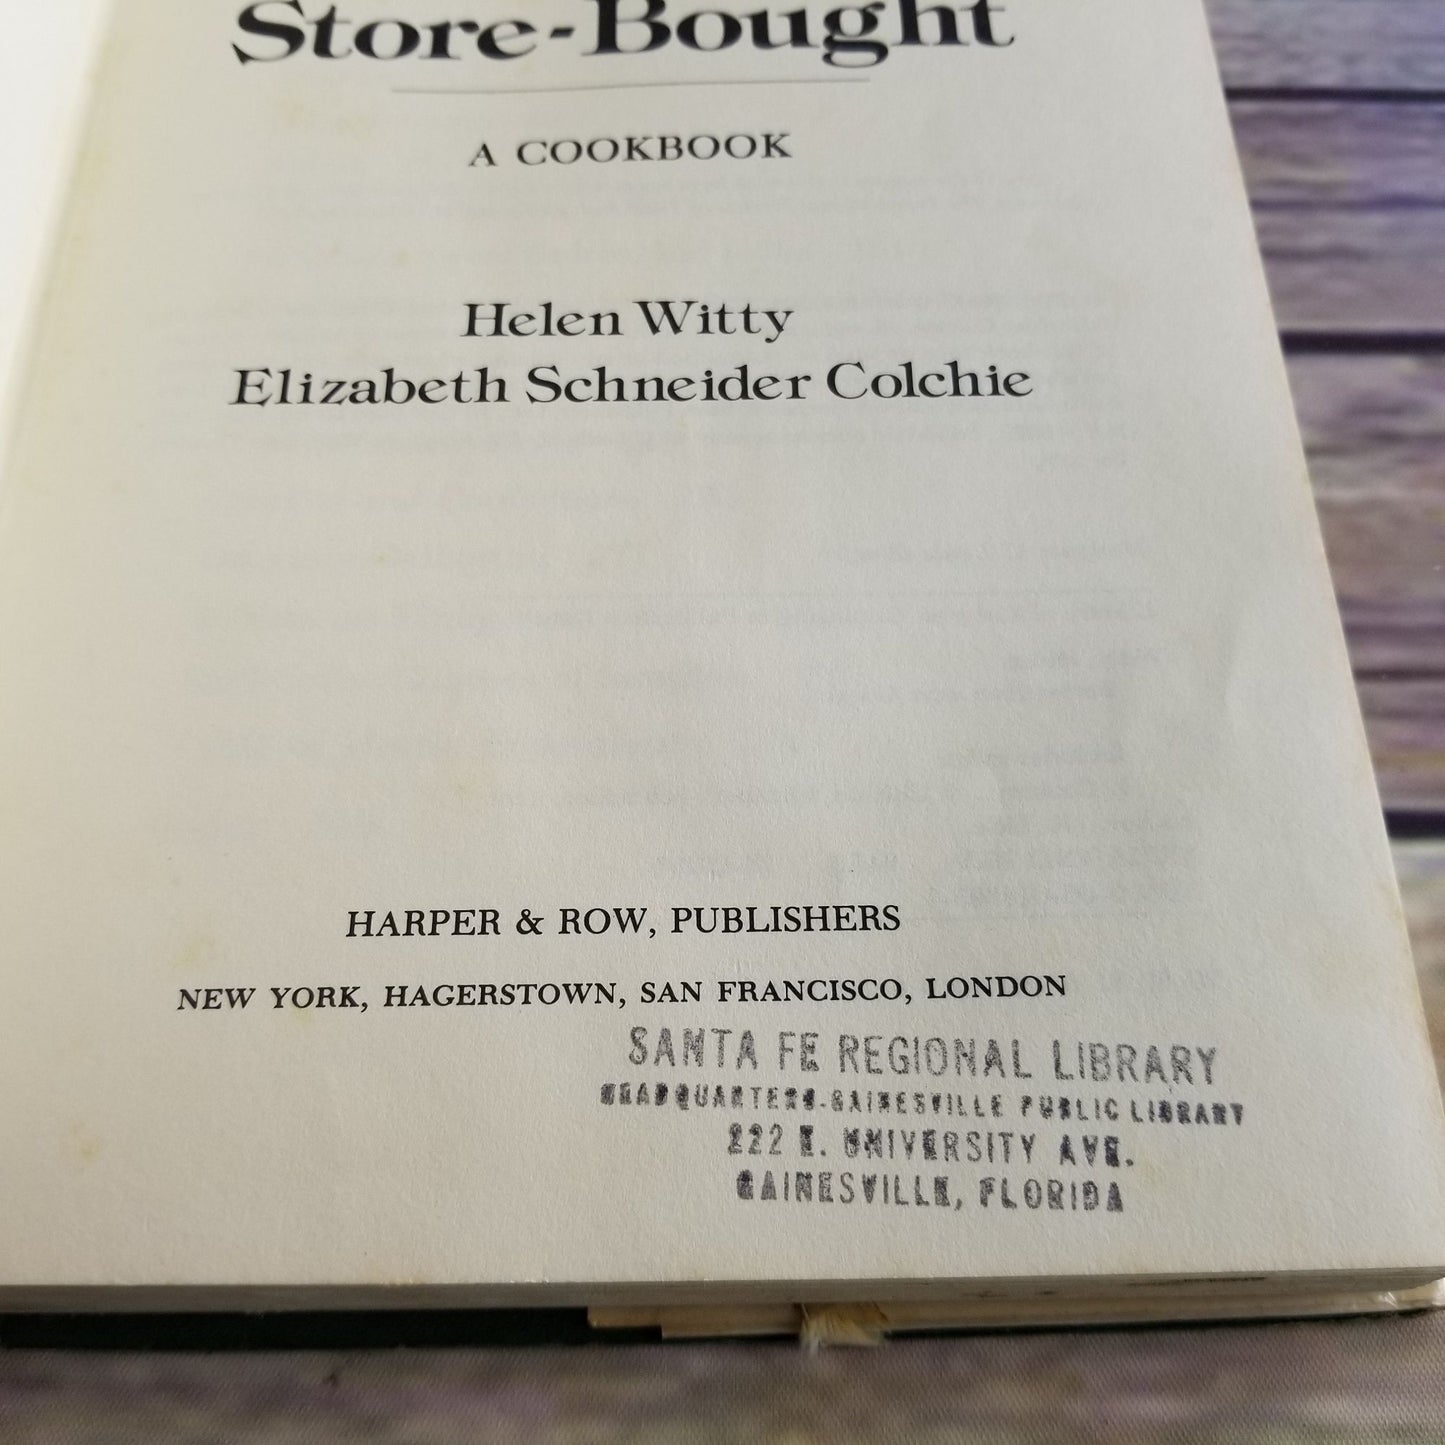 Store-Bought
A COOKBOOK
Helen Witty
Elizabeth Schneider Colchie
HARPER & ROW, PUBLISHERS
NEW YORK, HAGERSTOWN, SAN FRANCISCO, LONDON
SANTA FE REGIONAL LIBRARY
HEADQUARTERS-GAINESVILLE PUBLIC LIBRARY
222 E. UNIVERSITY AVE.
GAINESVILLE, FLORIDA